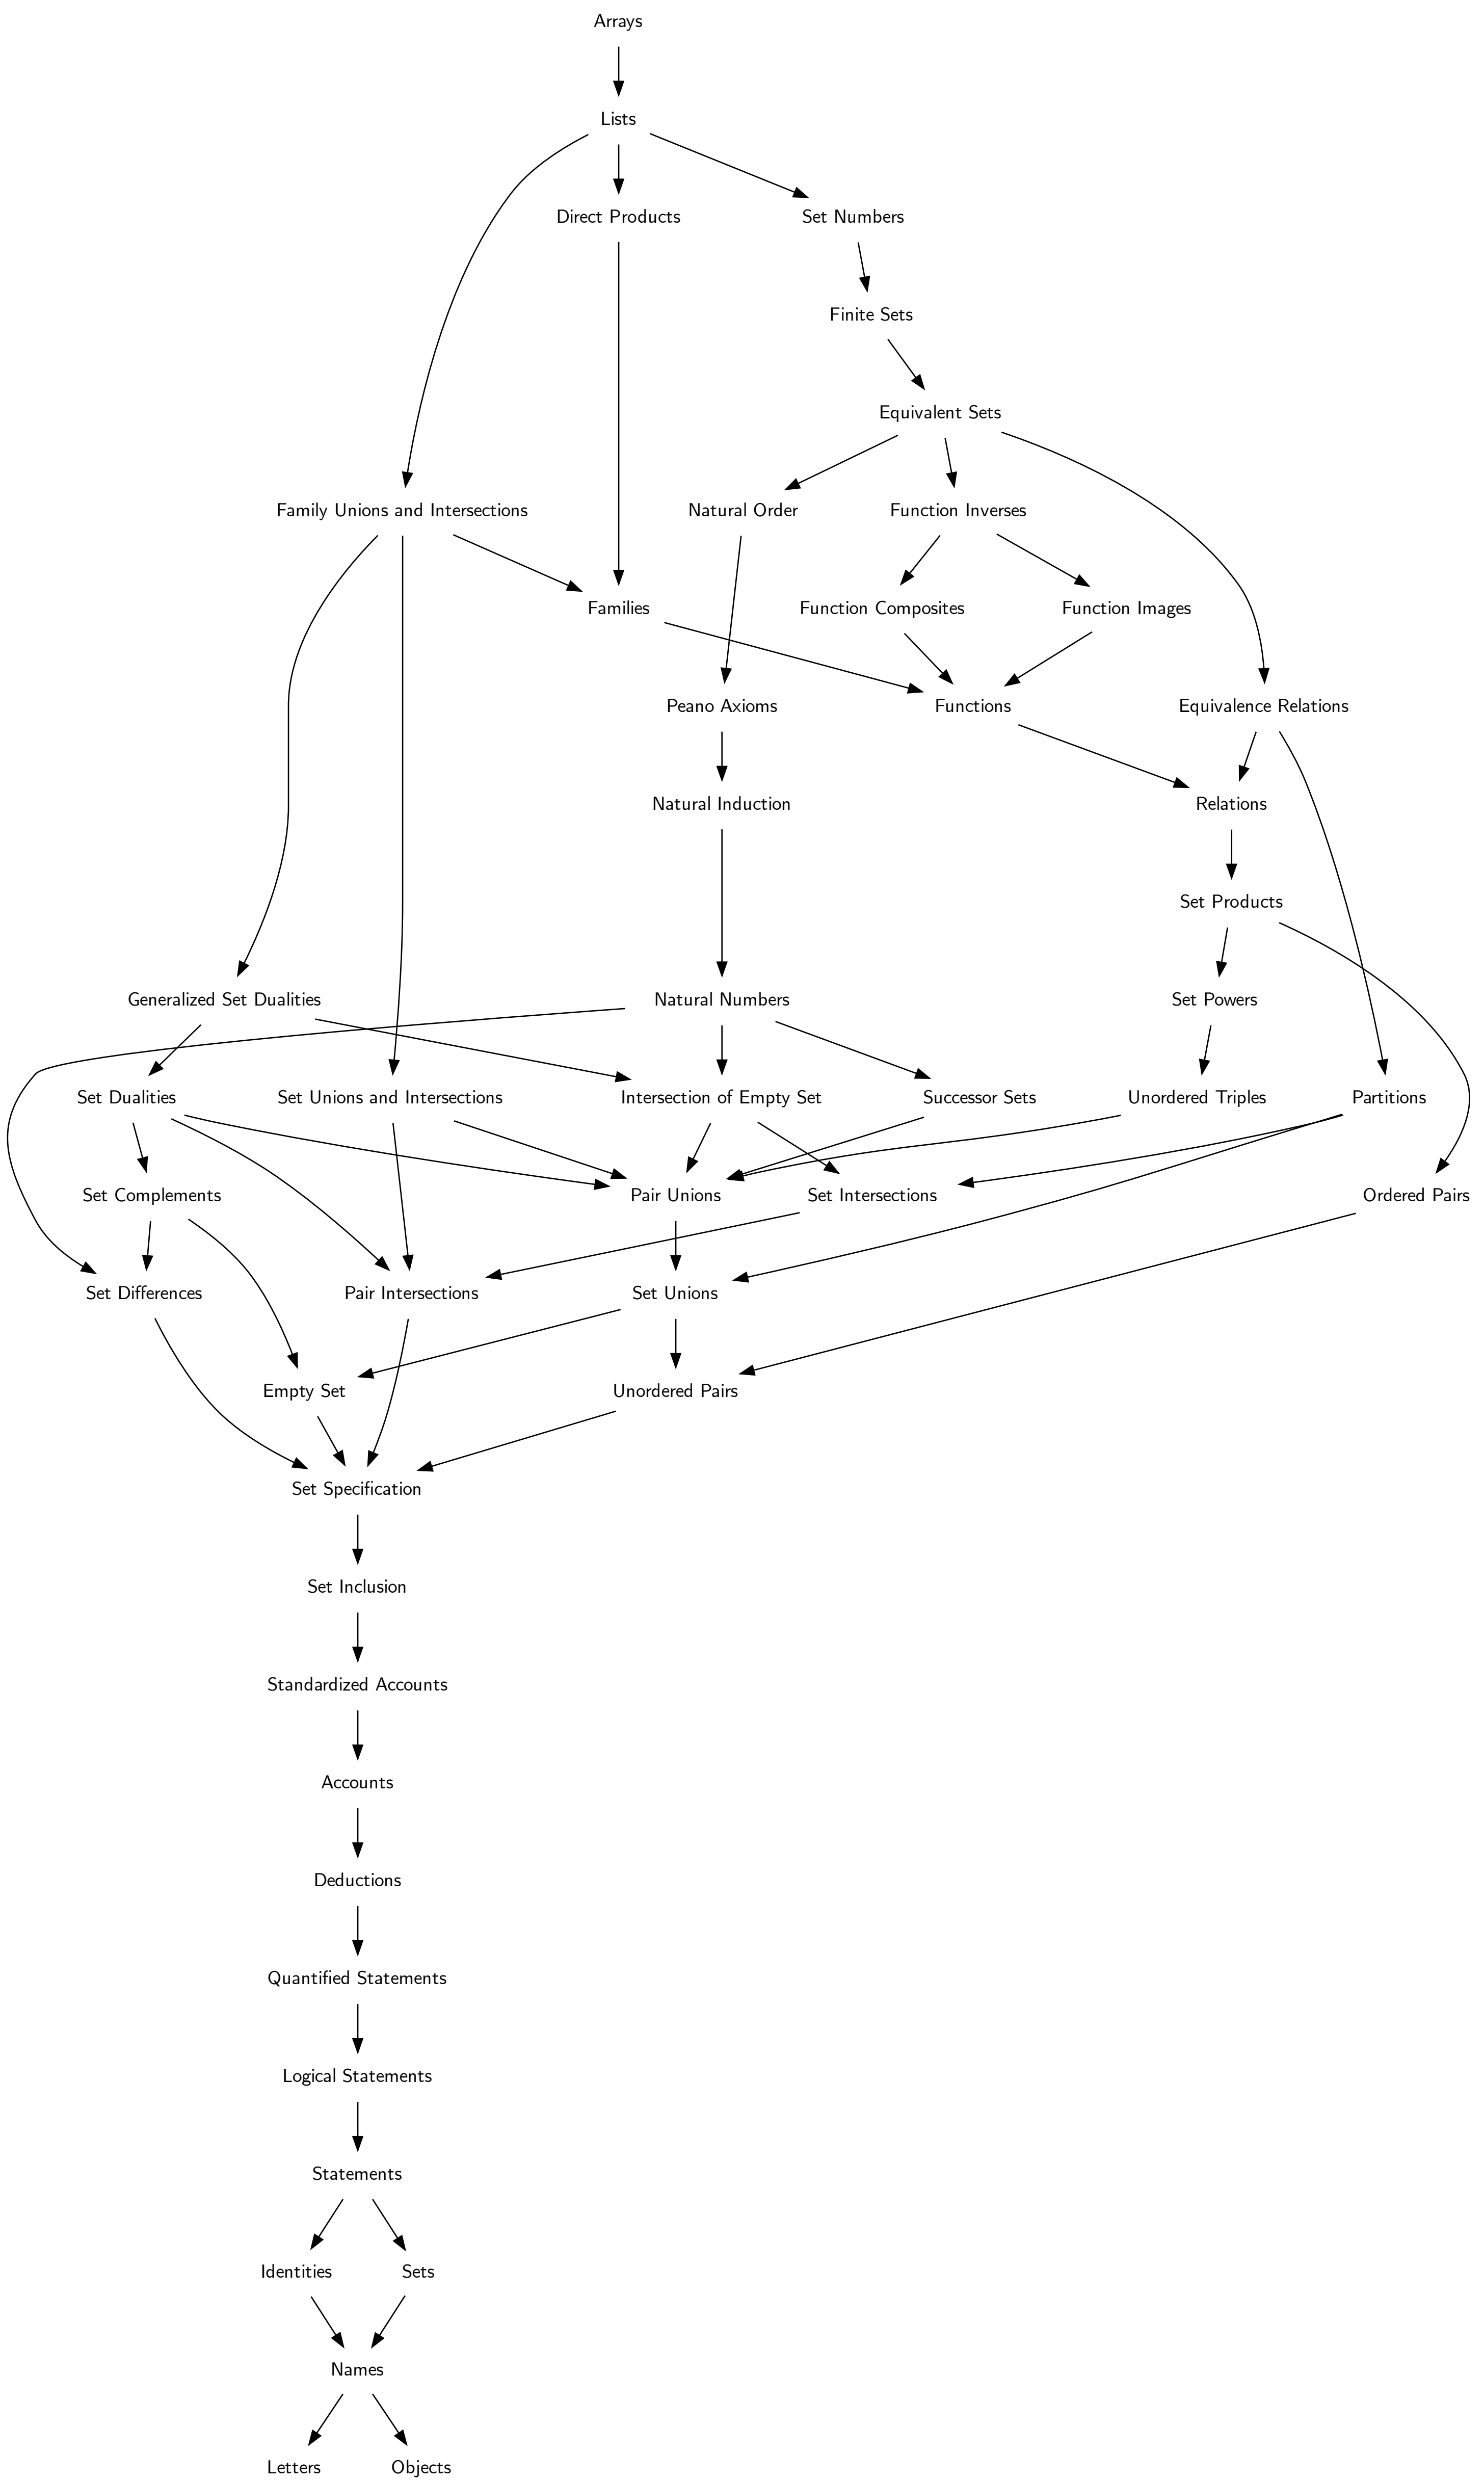 Arrays
Lists
Direct Products
Set Numbers
Finite Sets
Equivalent Sets
Family Unions and Intersections
Natural Order
Function Inverses
Families
Function Composites
Function Images
Peano Axioms
Functions
Equivalence Relations
Natural Induction
Relations
Set Products
Generalized Set Dualities
Natural Numbers
Set Powers
Set Dualities
Set Unions and Intersections
Intersection of Empty Set
Successor Sets
Unordered Triples
Partitions
Set Complements
Pair Unions
Set Intersections
Ordered Pairs
Set Differences
Pair Intersections
Set Unions
Empty Set
Unordered Pairs
Set Specification
Set Inclusion
Standardized Accounts
Accounts
Deductions
Quantified Statements
Logical Statements
Statements
Identities
Sets
Names
Letters
Objects